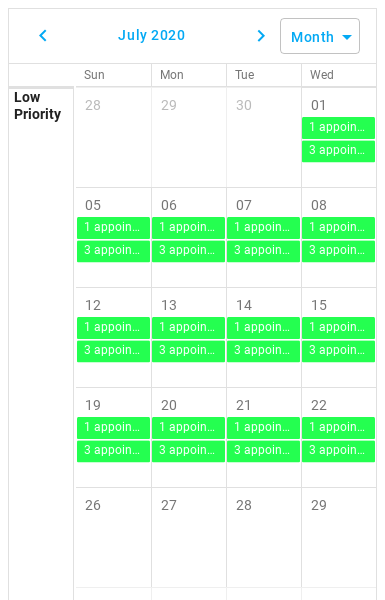 July 2020
Month
Sun Mon Tue Wed
Low
Priority
28 29 30 01
1 appoin...
3 appoin...
05 06 07 08
1 appoin... 1 appoin... 1 appoin... 1 appoin...
3 appoin... 3 appoin... 3 appoin... 3 appoin...
12 13 14 15
1 appoin... 1 appoin... 1 appoin... 1 appoin...
3 appoin... 3 appoin... 3 appoin... 3 appoin...
19 20 21 22
1 appoin... 1 appoin... 1 appoin... 1 appoin...
3 appoin... 3 appoin... 3 appoin... 3 appoin...
26 27 28 29